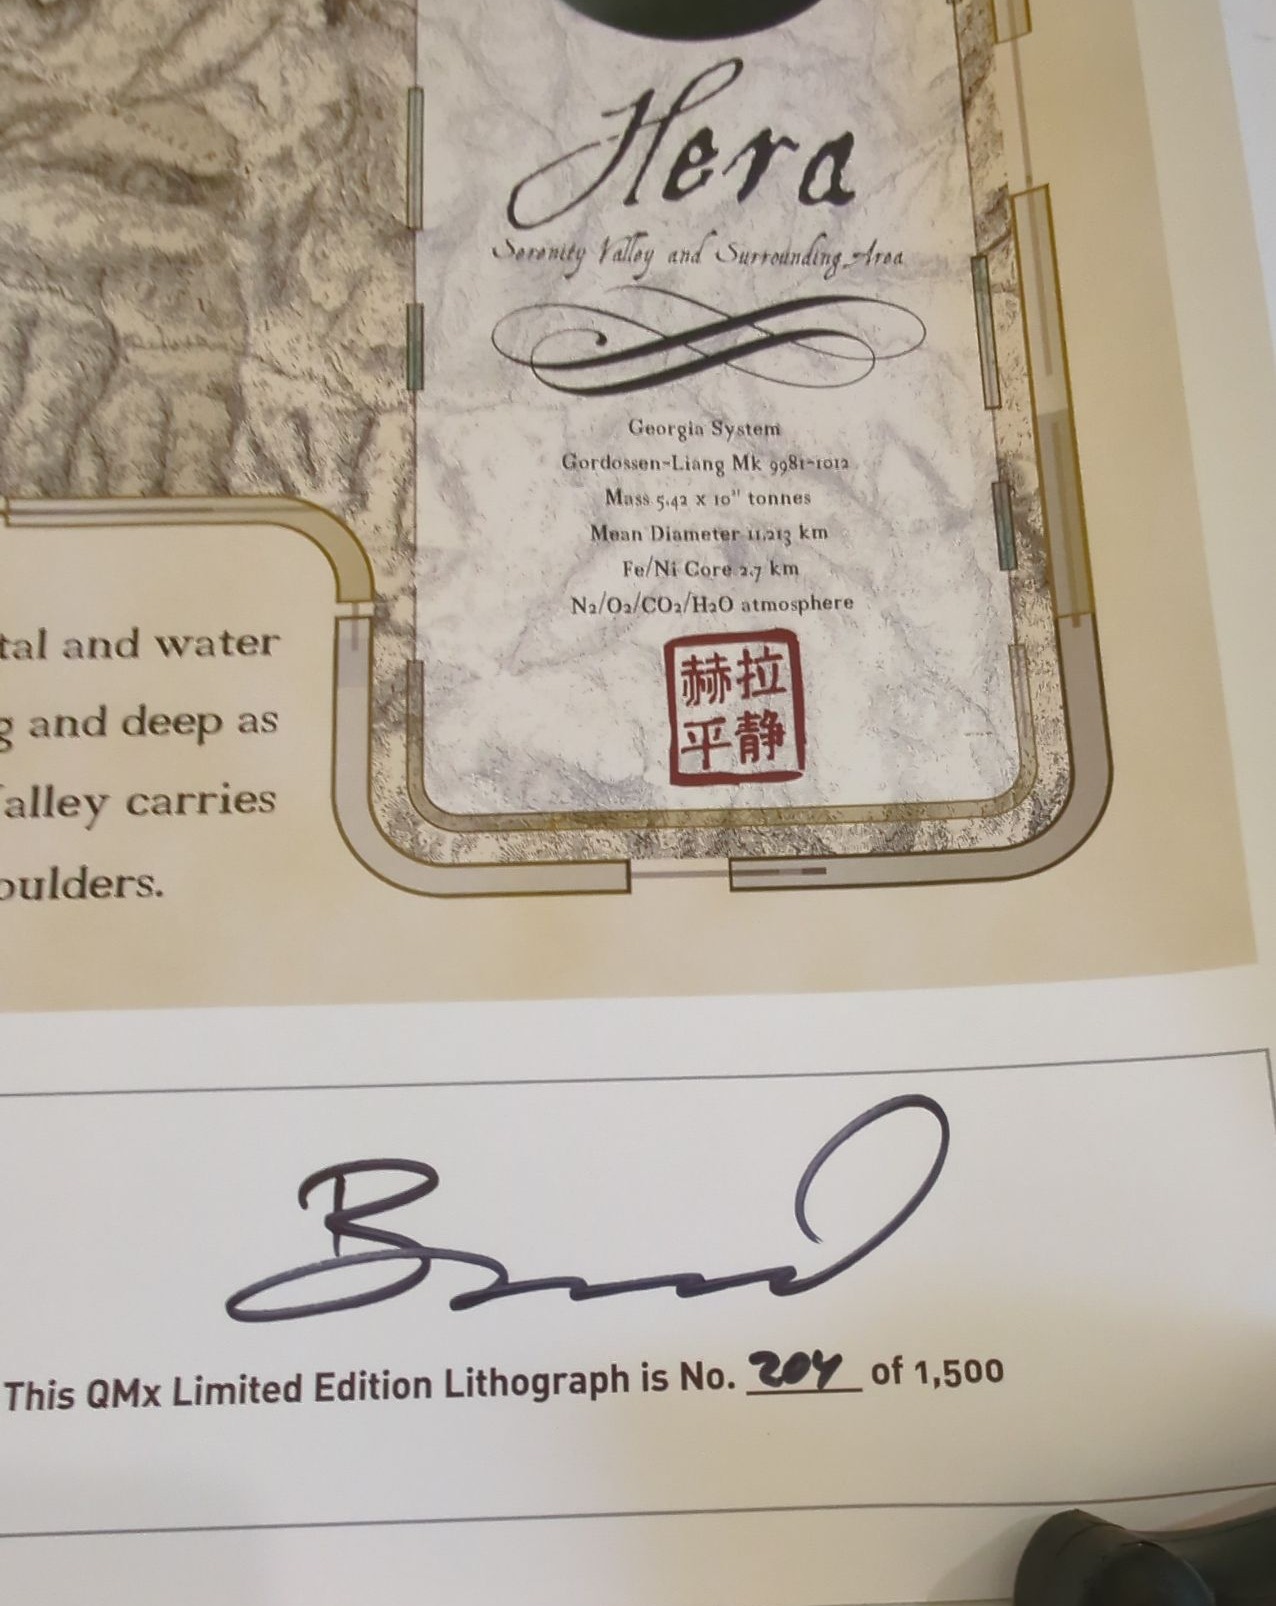 Hera
Serenity Valley and Surrounding Area
Georgia System
Gordossen-Liang Mk 9981-1012
Mass 5.42 x 10²¹ tonnes
Mean Diameter 11,213 km
Fe/Ni Core 2.7 km
N2/O2/CO2/H2O atmosphere
赫拉
平静
tal and water
g and deep as
alley carries
oulders.
This QMx Limited Edition Lithograph is No. 204 of 1,500